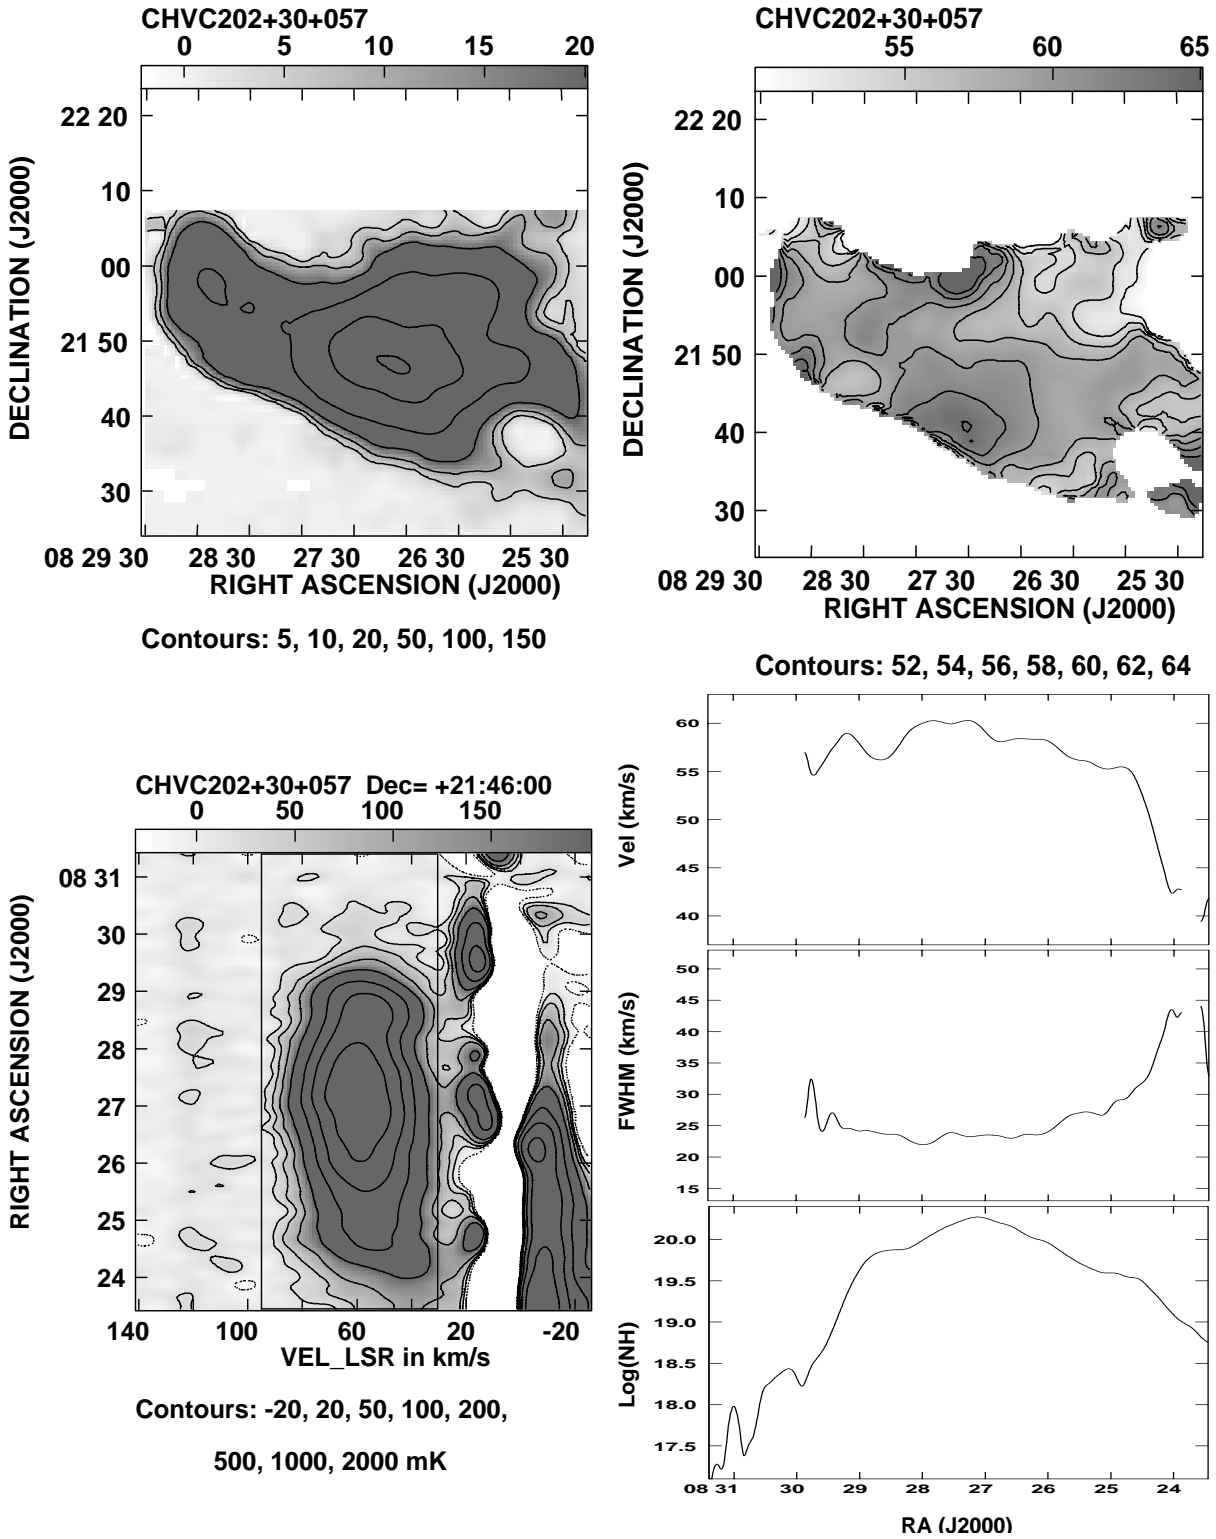 CHVC202+30+057
0 5 10 15 20
22 20
10
00
21 50
40
30
DECLINATION (J2000)
08 29 30 28 30 27 30 26 30 25 30
RIGHT ASCENSION (J2000)
Contours: 5, 10, 20, 50, 100, 150
CHVC202+30+057
55 60 65
22 20
10
00
21 50
40
30
DECLINATION (J2000)
08 29 30 28 30 27 30 26 30 25 30
RIGHT ASCENSION (J2000)
Contours: 52, 54, 56, 58, 60, 62, 64
CHVC202+30+057 Dec= +21:46:00
0 50 100 150
08 31
30
29
28
27
26
25
24
RIGHT ASCENSION (J2000)
140 100 60 20 -20
VEL_LSR in km/s
Contours: -20, 20, 50, 100, 200,
500, 1000, 2000 mK
60
55
50
45
40
Vel (km/s)
50
45
40
35
30
25
20
15
FWHM (km/s)
20.0
19.5
19.0
18.5
18.0
17.5
Log(NH)
08 31 30 29 28 27 26 25 24
RA (J2000)